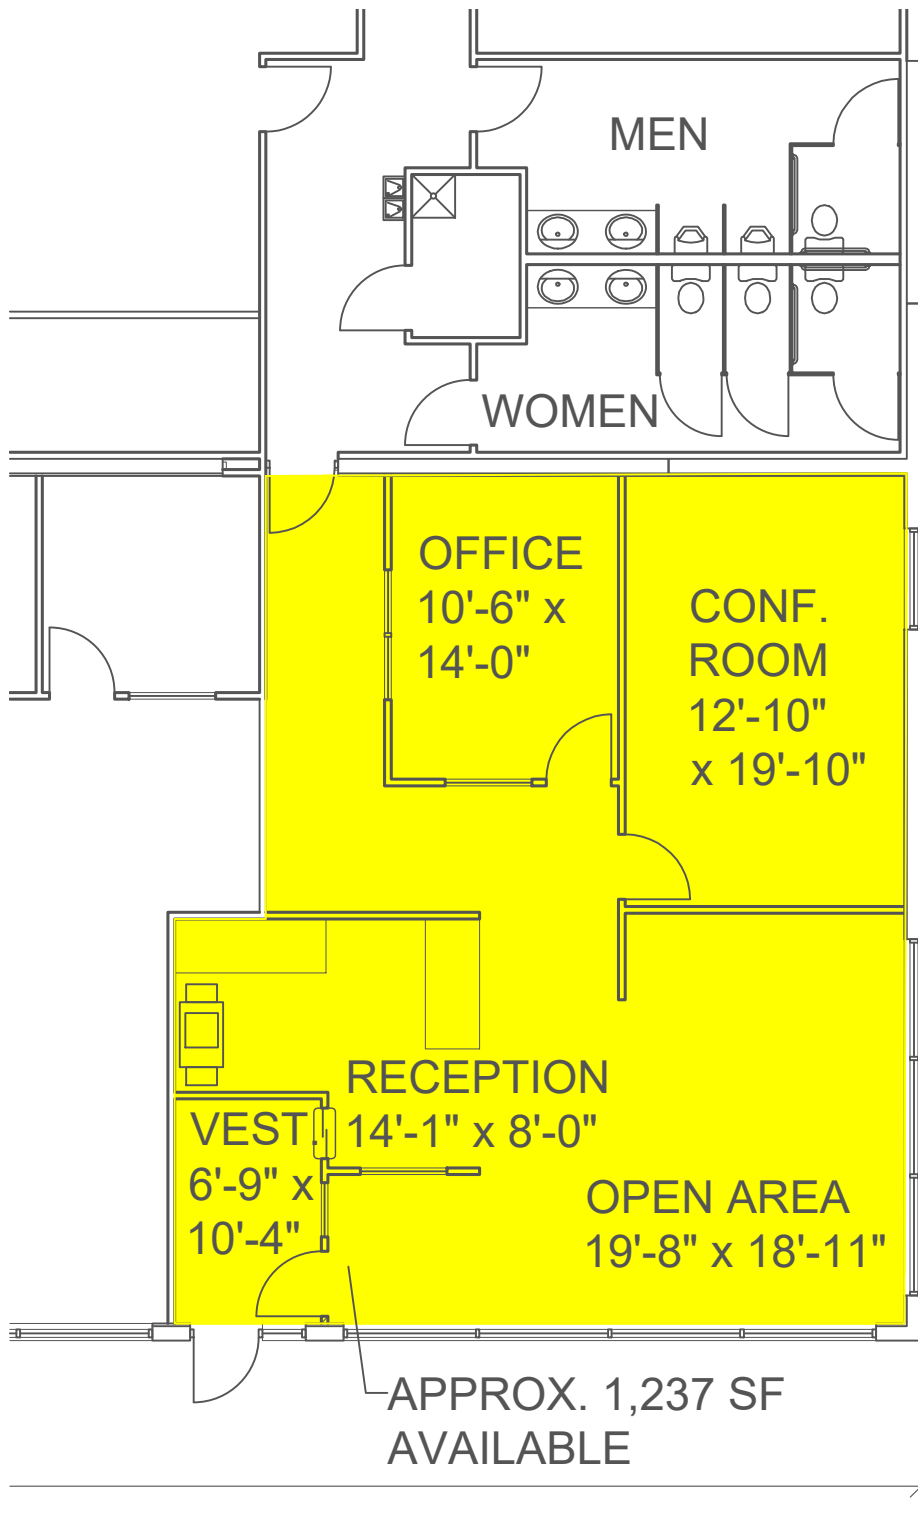 MEN
WOMEN
OFFICE
10'-6" x
14'-0"
CONF.
ROOM
12'-10"
x 19'-10"
RECEPTION
14'-1" x 8'-0"
VEST.
6'-9" x
10'-4"
OPEN AREA
19'-8" x 18'-11"
APPROX. 1,237 SF
AVAILABLE